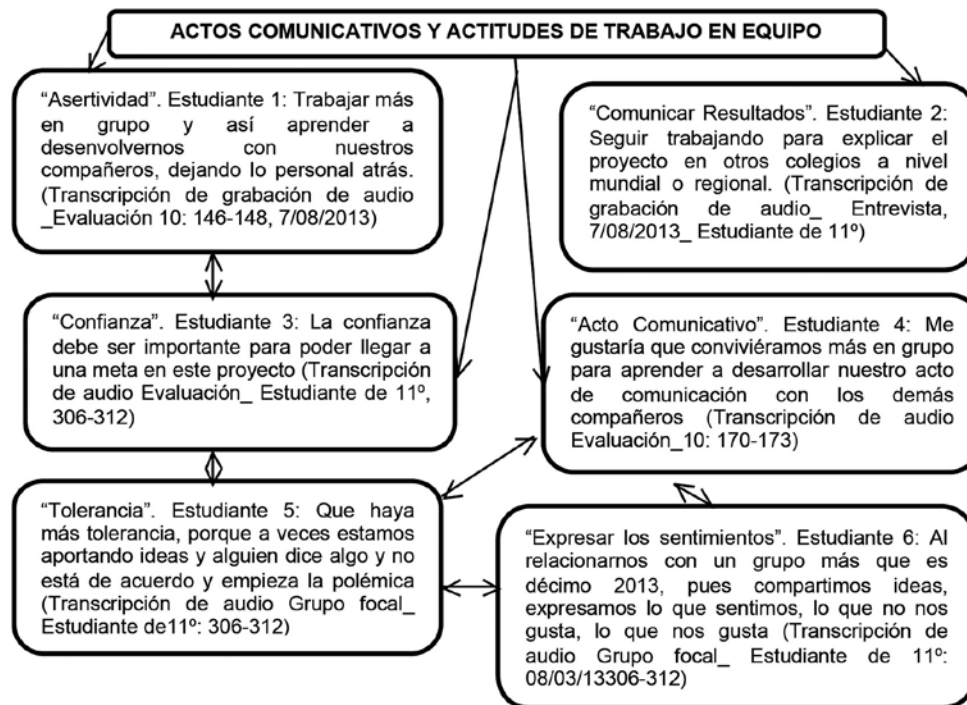 ACTOS COMUNICATIVOS Y ACTITUDES DE TRABAJO EN EQUIPO
“Asertividad”. Estudiante 1: Trabajar más
en grupo y así aprender a
desenvolvernos con nuestros
compañeros, dejando lo personal atrás.
(Transcripción de grabación de audio
_Evaluación 10: 146-148, 7/08/2013)
“Comunicar Resultados”. Estudiante 2:
Seguir trabajando para explicar el
proyecto en otros colegios a nivel
mundial o regional. (Transcripción de
grabación de audio_ Entrevista,
7/08/2013_ Estudiante de 11º)
“Confianza”. Estudiante 3: La confianza
debe ser importante para poder llegar a
una meta en este proyecto (Transcripción
de audio Evaluación_ Estudiante de 11º,
306-312)
“Acto Comunicativo”. Estudiante 4: Me
gustaría que conviviéramos más en grupo
para aprender a desarrollar nuestro acto
de comunicación con los demás
compañeros (Transcripción de audio
Evaluación_10: 170-173)
“Tolerancia”. Estudiante 5: Que haya
más tolerancia, porque a veces estamos
aportando ideas y alguien dice algo y no
está de acuerdo y empieza la polémica
(Transcripción de audio Grupo focal_
Estudiante de11º: 306-312)
“Expresar los sentimientos”. Estudiante 6: Al
relacionarnos con un grupo más que es
décimo 2013, pues compartimos ideas,
expresamos lo que sentimos, lo que no nos
gusta, lo que nos gusta (Transcripción de
audio Grupo focal_ Estudiante de 11º:
08/03/13306-312)